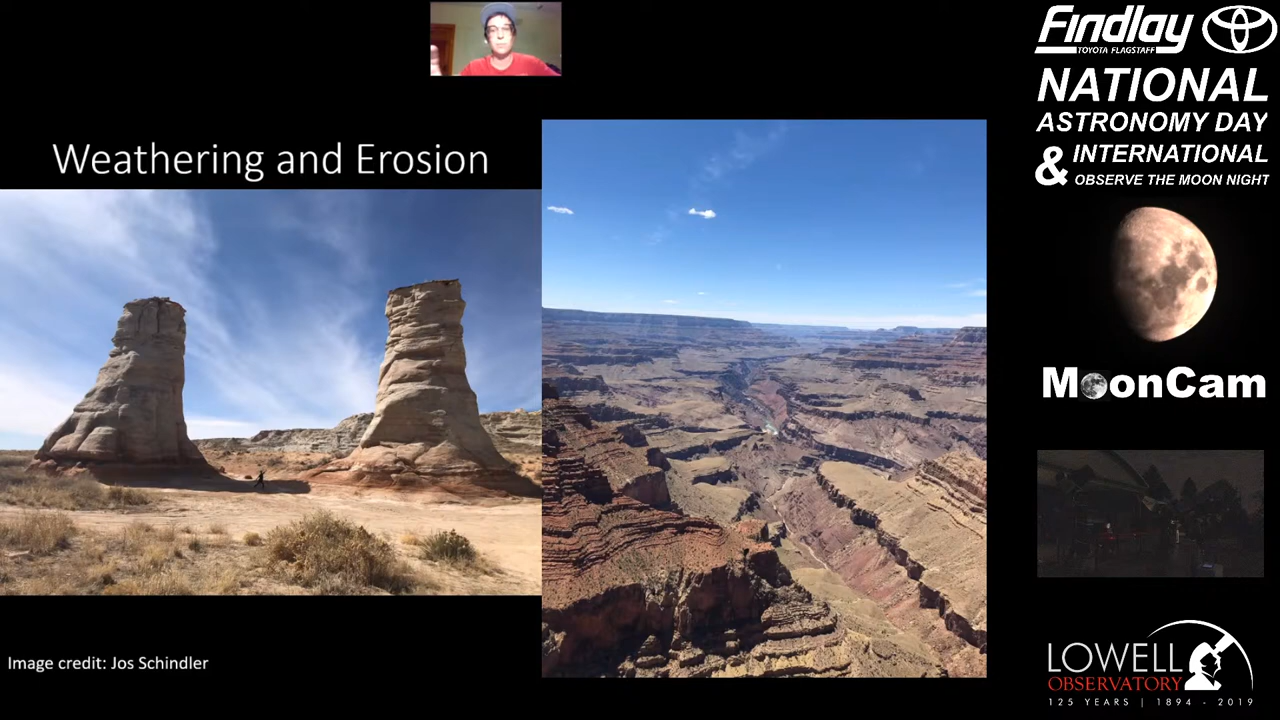 Weathering and Erosion
Image credit: Jos Schindler
Findlay
TOYOTA FLAGSTAFF
NATIONAL
ASTRONOMY DAY
& INTERNATIONAL
OBSERVE THE MOON NIGHT
MoonCam
LOWELL
OBSERVATORY
125 YEARS | 1894 - 2019